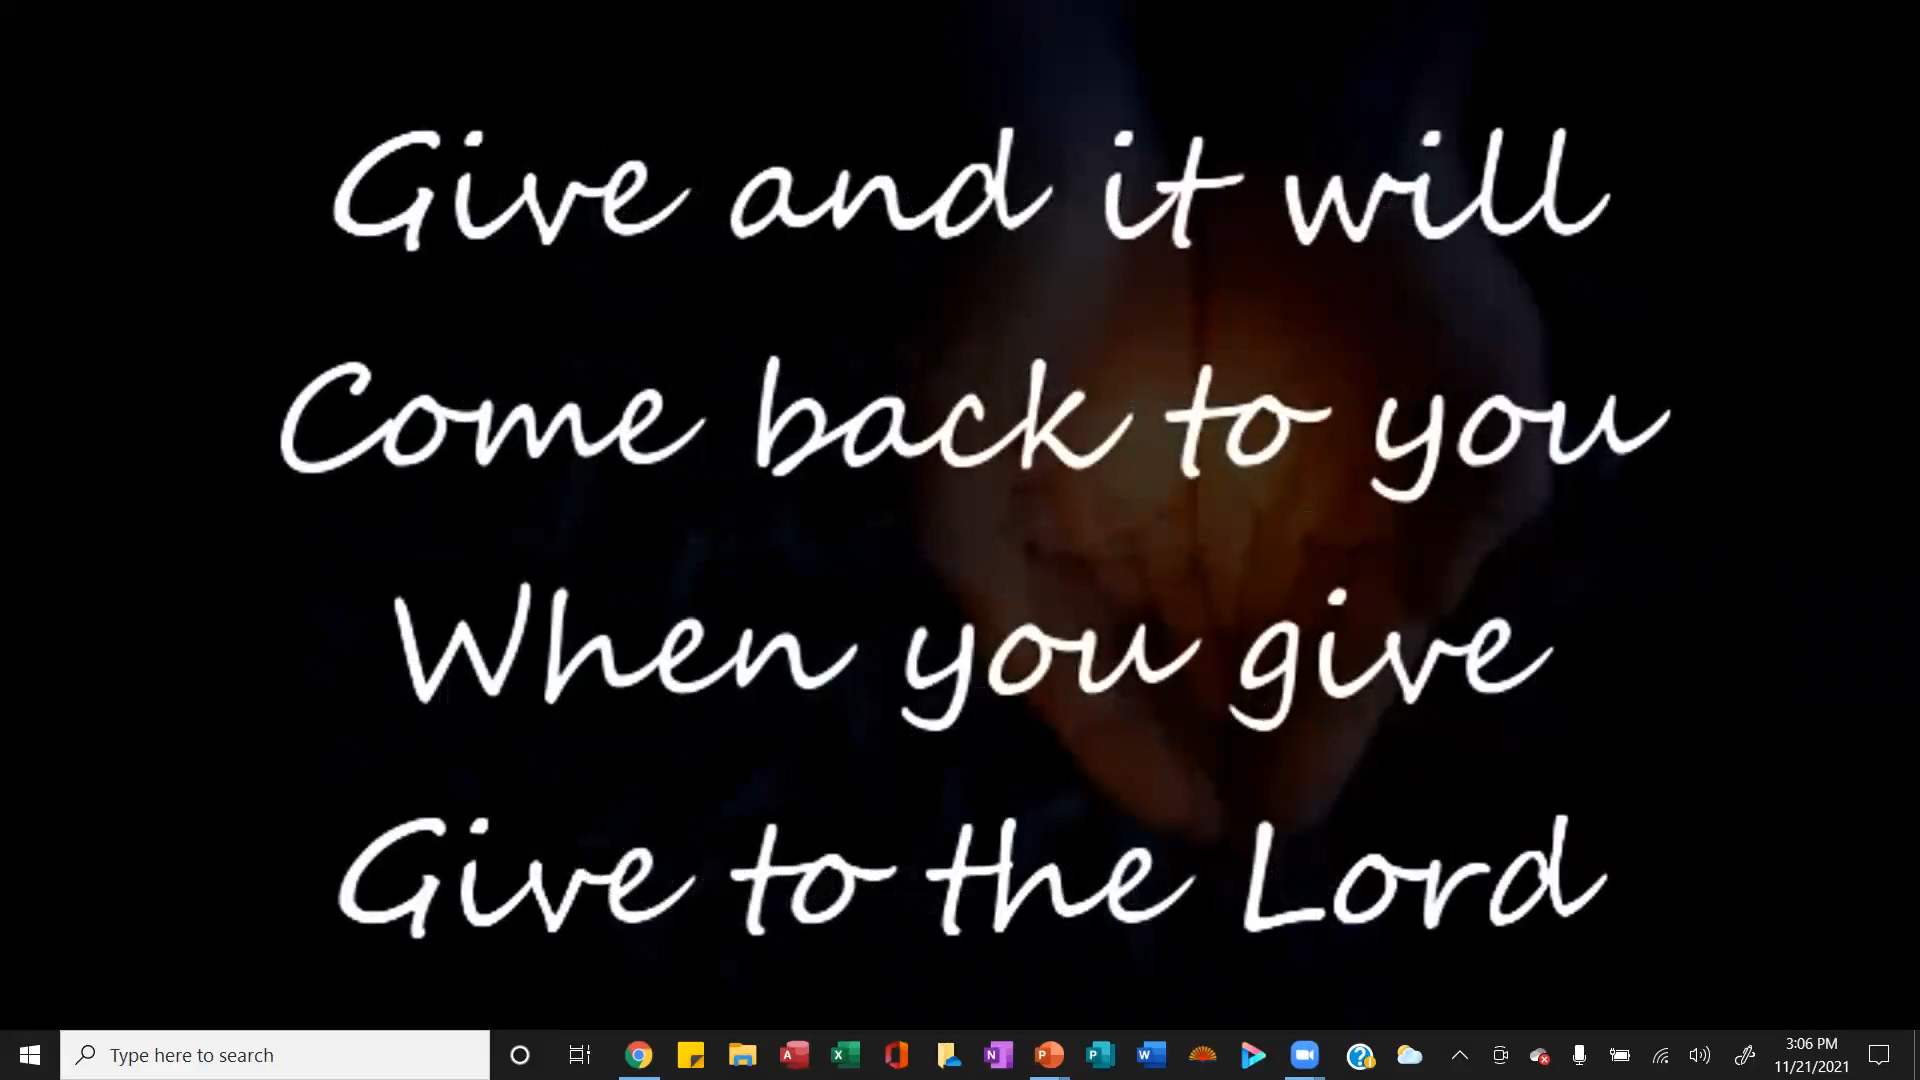 Give and it will
Come back to you
When you give
Give to the Lord
Type here to search
3:06 PM
11/21/2021